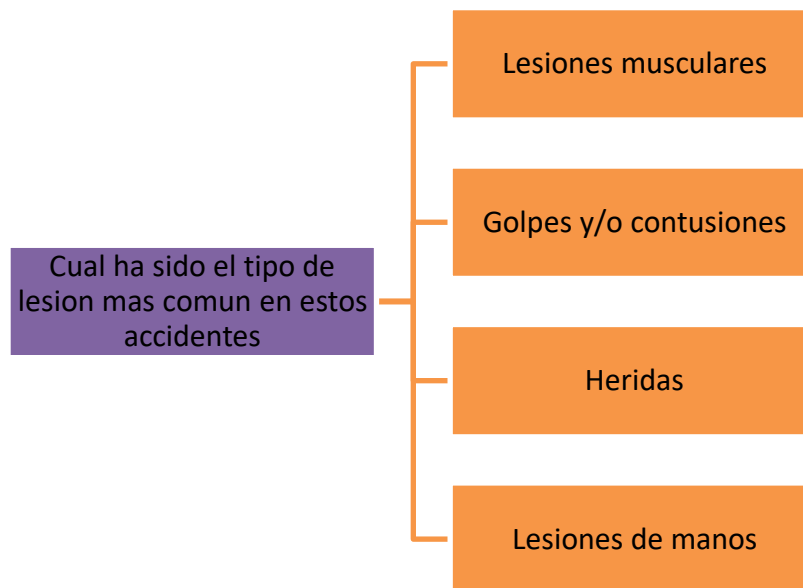 Lesiones musculares
Golpes y/o contusiones
Cual ha sido el tipo de
lesion mas comun en estos
accidentes
Heridas
Lesiones de manos